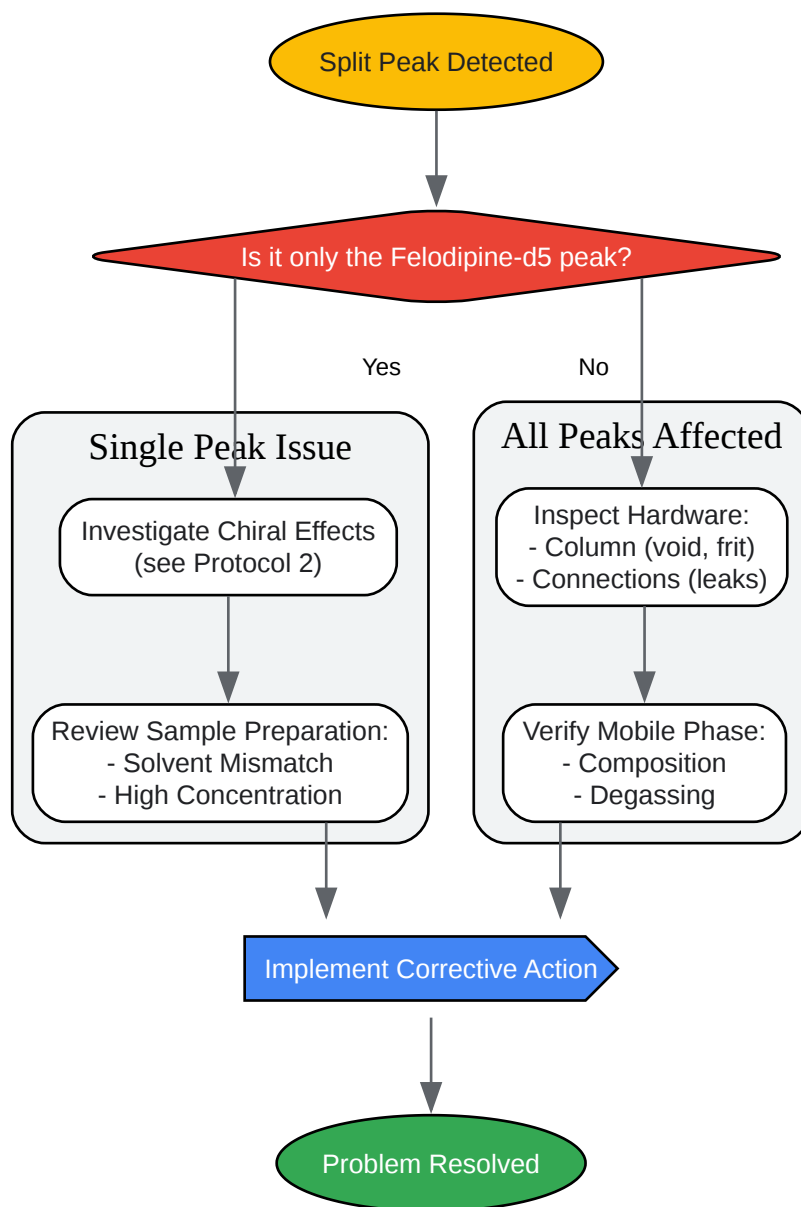 Split Peak Detected
Is it only the Felodipine-d5 peak?
Yes
No
Single Peak Issue
Investigate Chiral Effects
(see Protocol 2)
Review Sample Preparation:
- Solvent Mismatch
- High Concentration
All Peaks Affected
Inspect Hardware:
- Column (void, frit)
- Connections (leaks)
Verify Mobile Phase:
- Composition
- Degassing
Implement Corrective Action
Problem Resolved